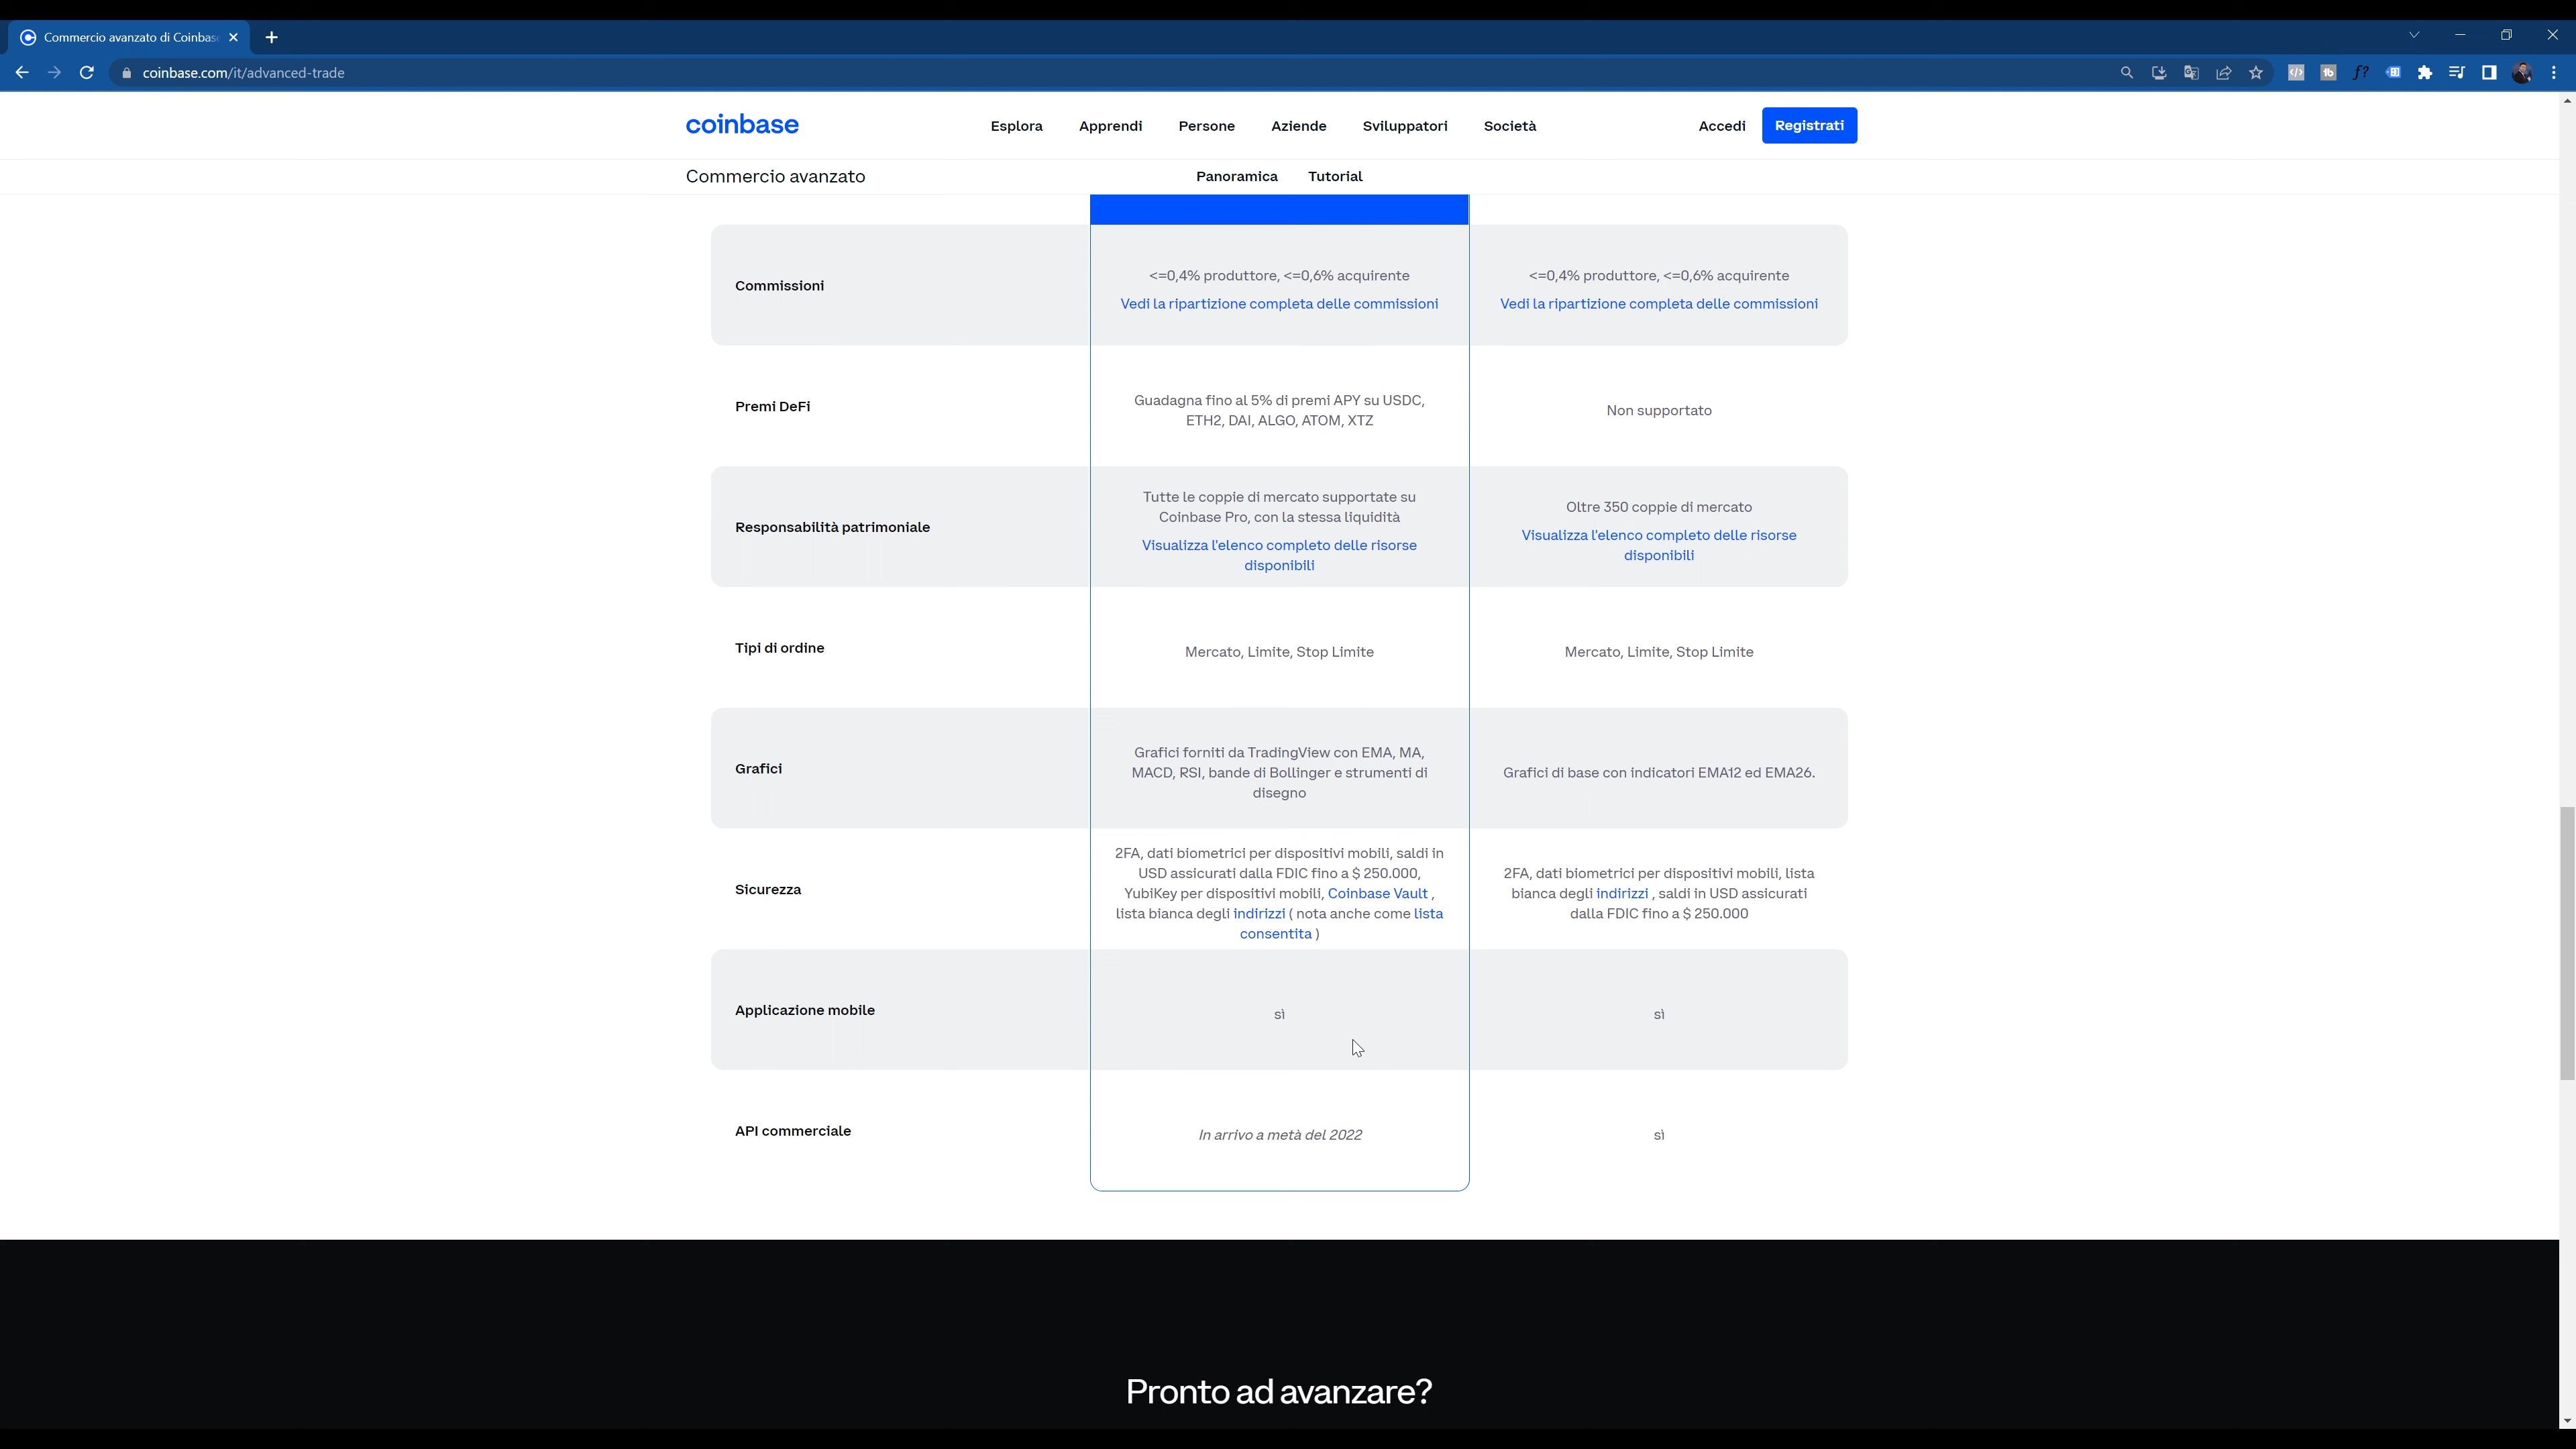 Commercio avanzato di Coinbas
coinbase.com/it/advanced-trade
coinbase
Esplora
Apprendi
Persone
Aziende
Sviluppatori
Società
Accedi
Registrati
Commercio avanzato
Panoramica
Tutorial
Commissioni
<=0,4% produttore, <=0,6% acquirente
Vedi la ripartizione completa delle commissioni
<=0,4% produttore, <=0,6% acquirente
Vedi la ripartizione completa delle commissioni
Premi DeFi
Guadagna fino al 5% di premi APY su USDC,
ETH2, DAI, ALGO, ATOM, XTZ
Non supportato
Responsabilità patrimoniale
Tutte le coppie di mercato supportate su
Coinbase Pro, con la stessa liquidità
Visualizza l'elenco completo delle risorse
disponibili
Oltre 350 coppie di mercato
Visualizza l'elenco completo delle risorse
disponibili
Tipi di ordine
Mercato, Limite, Stop Limite
Mercato, Limite, Stop Limite
Grafici
Grafici forniti da TradingView con EMA, MA,
MACD, RSI, bande di Bollinger e strumenti di
disegno
Grafici di base con indicatori EMA12 ed EMA26.
Sicurezza
2FA, dati biometrici per dispositivi mobili, saldi in
USD assicurati dalla FDIC fino a $ 250.000,
YubiKey per dispositivi mobili, Coinbase Vault ,
lista bianca degli indirizzi ( nota anche come lista
consentita )
2FA, dati biometrici per dispositivi mobili, lista
bianca degli indirizzi , saldi in USD assicurati
dalla FDIC fino a $ 250.000
Applicazione mobile
sì
sì
API commerciale
In arrivo a metà del 2022
sì
Pronto ad avanzare?